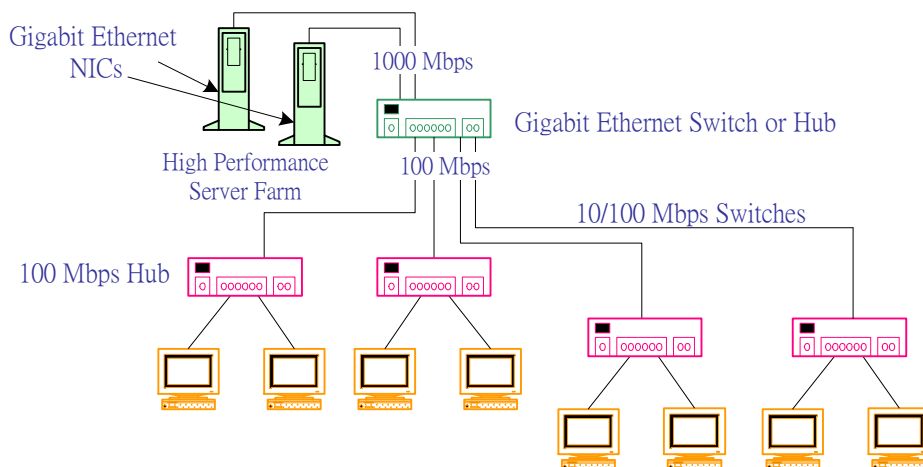 Gigabit Ethernet
NICs
1000 Mbps
Gigabit Ethernet Switch or Hub
High Performance
Server Farm
100 Mbps
10/100 Mbps Switches
100 Mbps Hub